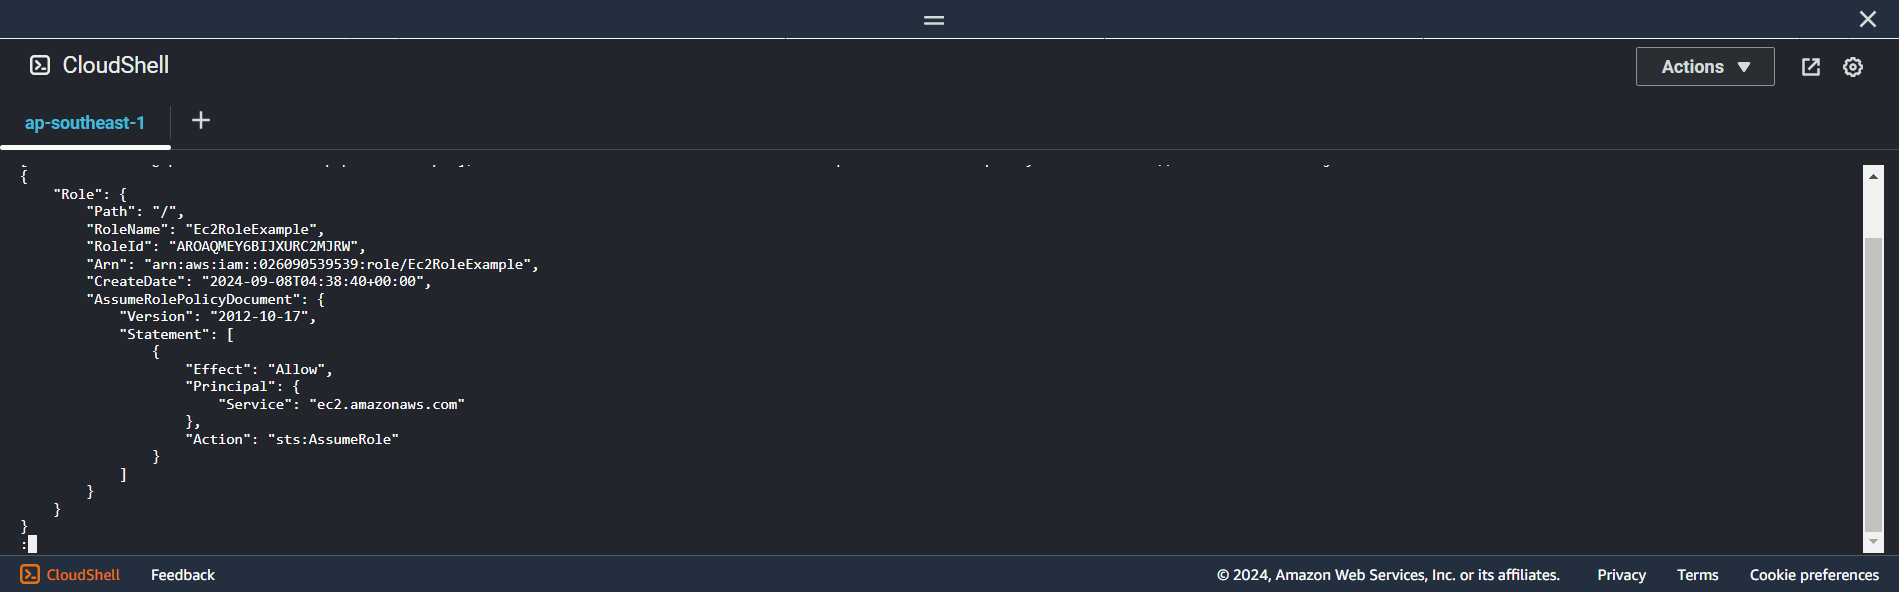 CloudShell
Actions
ap-southeast-1
{
    "Role": {
        "Path": "/",
        "RoleName": "Ec2RoleExample",
        "RoleId": "AROAQMEY6BIJXURC2MJRW",
        "Arn": "arn:aws:iam::026090539539:role/Ec2RoleExample",
        "CreateDate": "2024-09-08T04:38:40+00:00",
        "AssumeRolePolicyDocument": {
            "Version": "2012-10-17",
            "Statement": [
                {
                    "Effect": "Allow",
                    "Principal": {
                        "Service": "ec2.amazonaws.com"
                    },
                    "Action": "sts:AssumeRole"
                }
            ]
        }
    }
}
:
CloudShell Feedback © 2024, Amazon Web Services, Inc. or its affiliates. Privacy Terms Cookie preferences